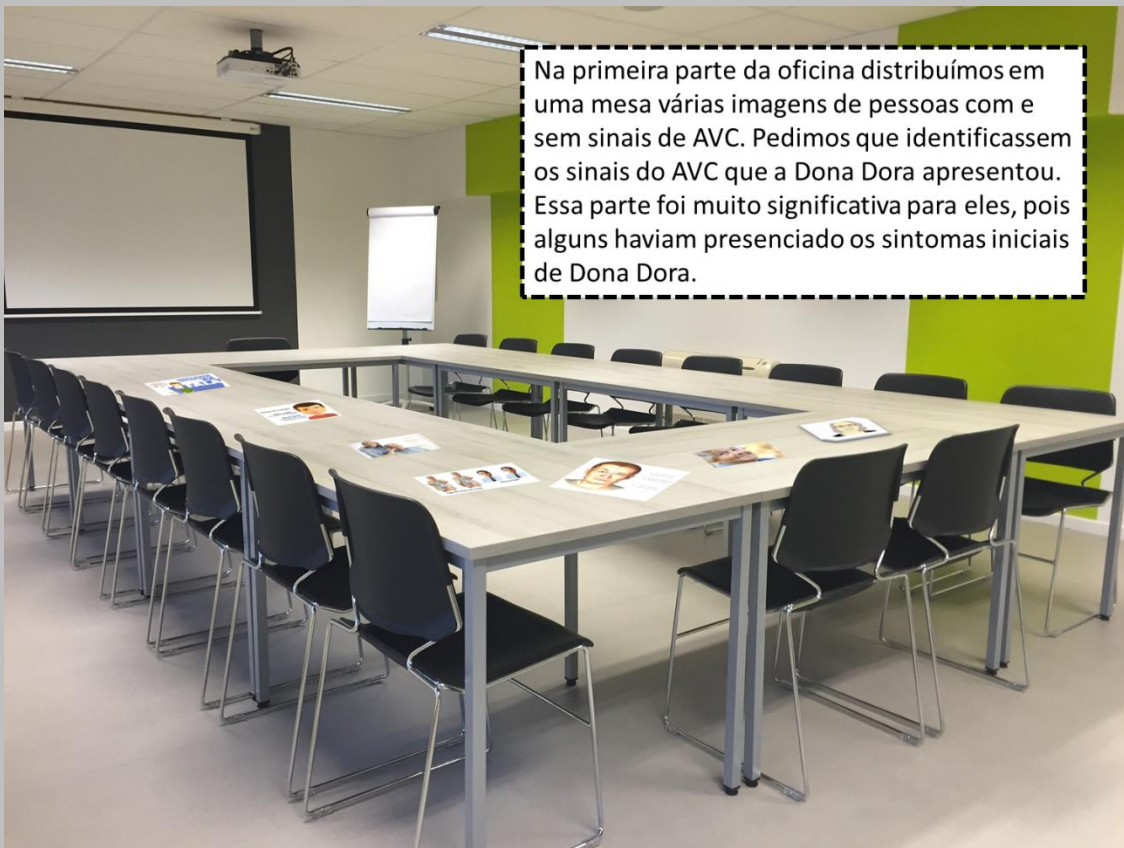 Na primeira parte da oficina distribuímos em
uma mesa várias imagens de pessoas com e
sem sinais de AVC. Pedimos que identificassem
os sinais do AVC que a Dona Dora apresentou.
Essa parte foi muito significativa para eles, pois
alguns haviam presenciado os sintomas iniciais
de Dona Dora.